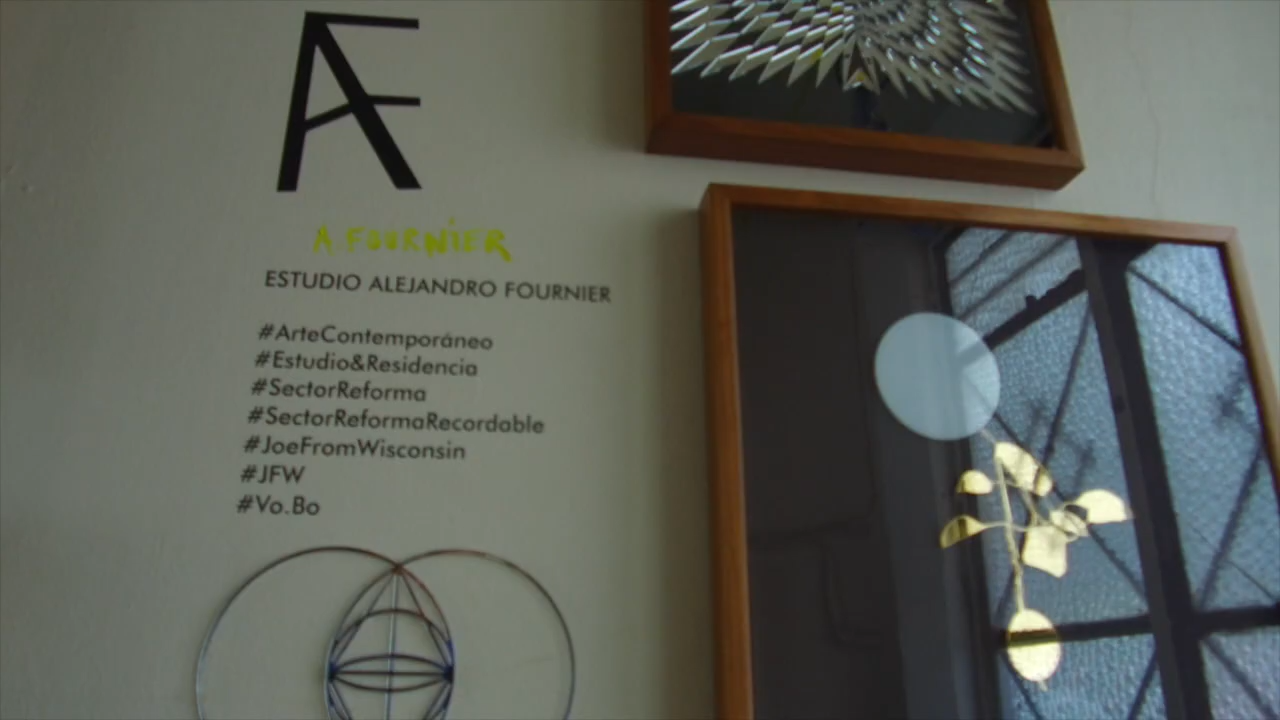 AF
A. FOURNIER
ESTUDIO ALEJANDRO FOURNIER
#ArteContemporáneo
#Estudio&Residencia
#SectorReforma
#SectorReformaRecordable
#JoeFromWisconsin
#JFW
#Vo.Bo